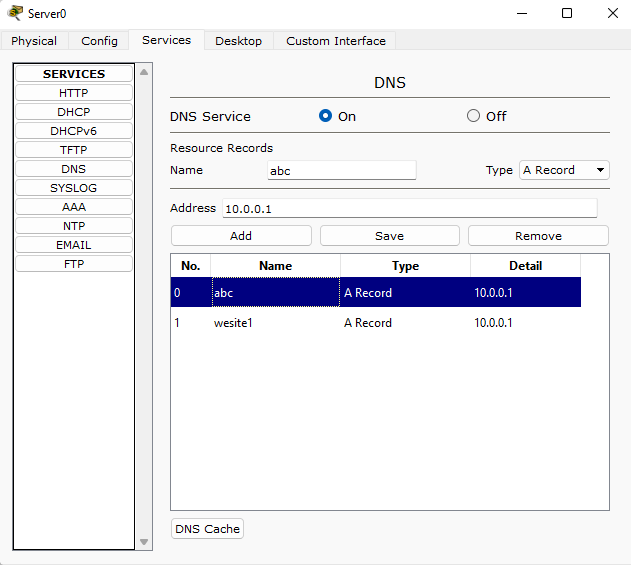 Server0
Physical Config Services Desktop Custom Interface
SERVICES
HTTP
DHCP
DHCPv6
TFTP
DNS
SYSLOG
AAA
NTP
EMAIL
FTP
DNS
DNS Service On Off
Resource Records
Name abc Type A Record
Address 10.0.0.1
Add Save Remove
No. Name Type Detail
0 abc A Record 10.0.0.1
1 wesite1 A Record 10.0.0.1
DNS Cache